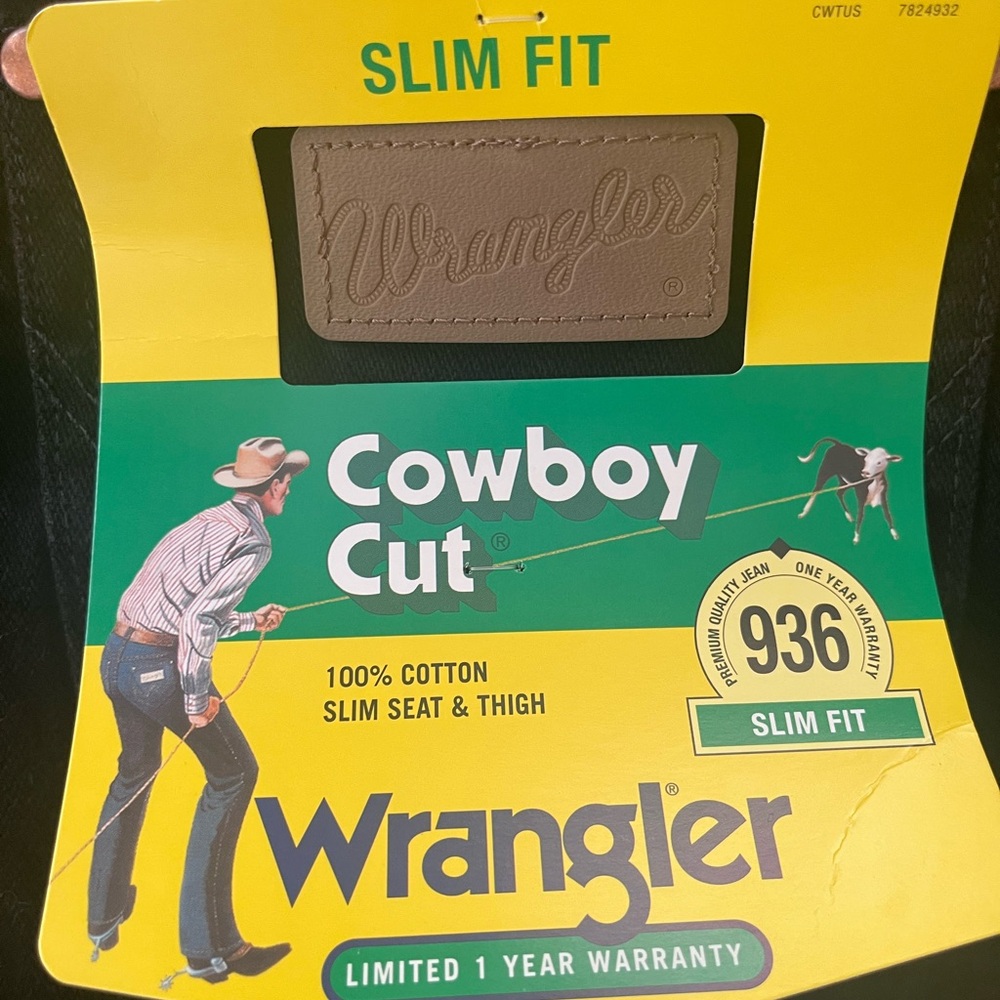 CWTUS 7824932
SLIM FIT
Wrangler
®
Cowboy
Cut®
PREMIUM QUALITY JEAN ONE YEAR WARRANTY
936
SLIM FIT
100% COTTON
SLIM SEAT & THIGH
Wrangler®
LIMITED 1 YEAR WARRANTY